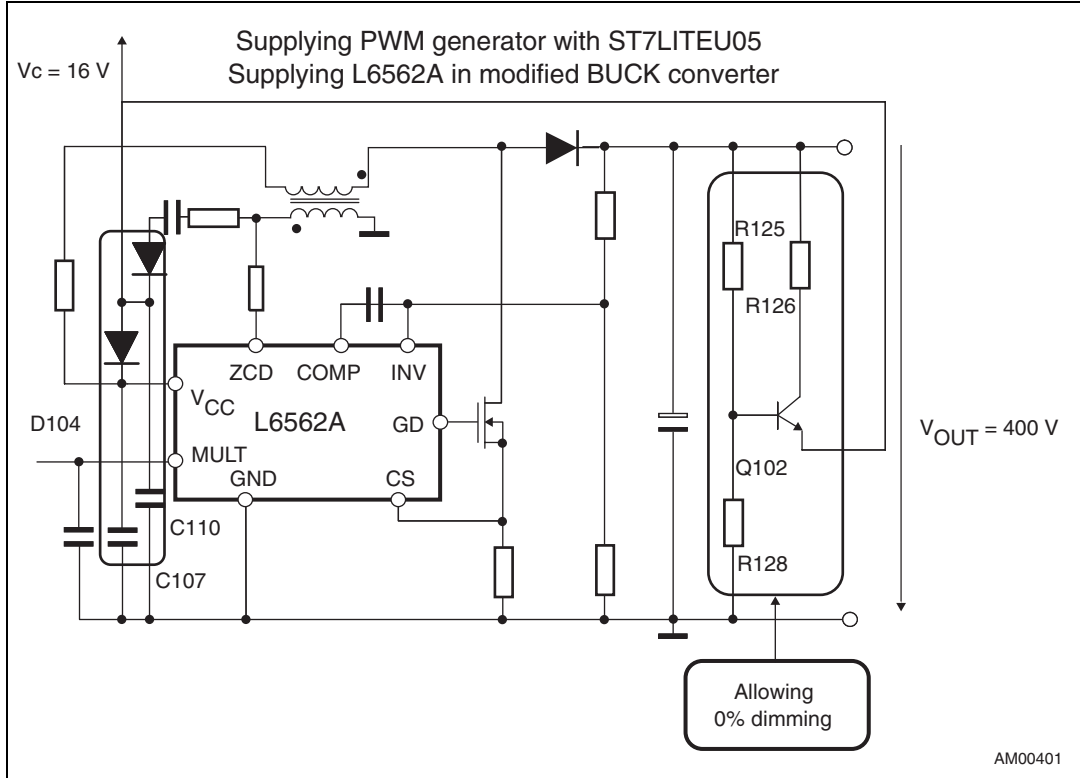 Supplying PWM generator with ST7LITEU05
Supplying L6562A in modified BUCK converter
Vc = 16 V
R125
R126
ZCD
COMP
INV
VCC
L6562A
GD
D104
MULT
GND
CS
Q102
VOUT = 400 V
C110
C107
R128
Allowing
0% dimming
AM00401